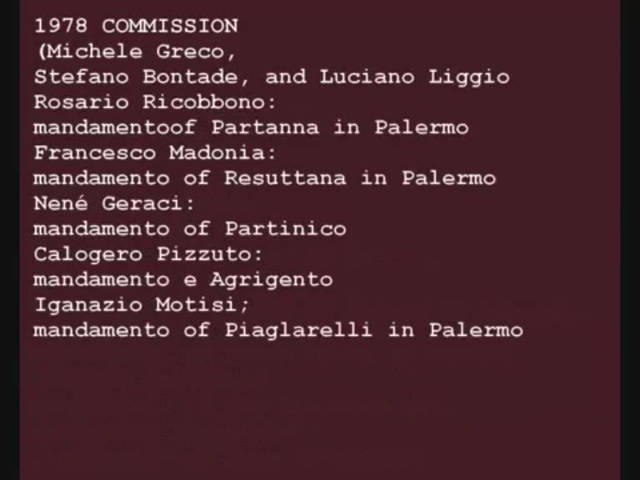 1978 COMMISSION
(Michele Greco,
Stefano Bontade, and Luciano Liggio
Rosario Ricobbono:
mandamentoof Partanna in Palermo
Francesco Madonia:
mandamento of Resuttana in Palermo
Nené Geraci:
mandamento of Partinico
Calogero Pizzuto:
mandamento e Agrigento
Iganazio Motisi;
mandamento of Piaglarelli in Palermo